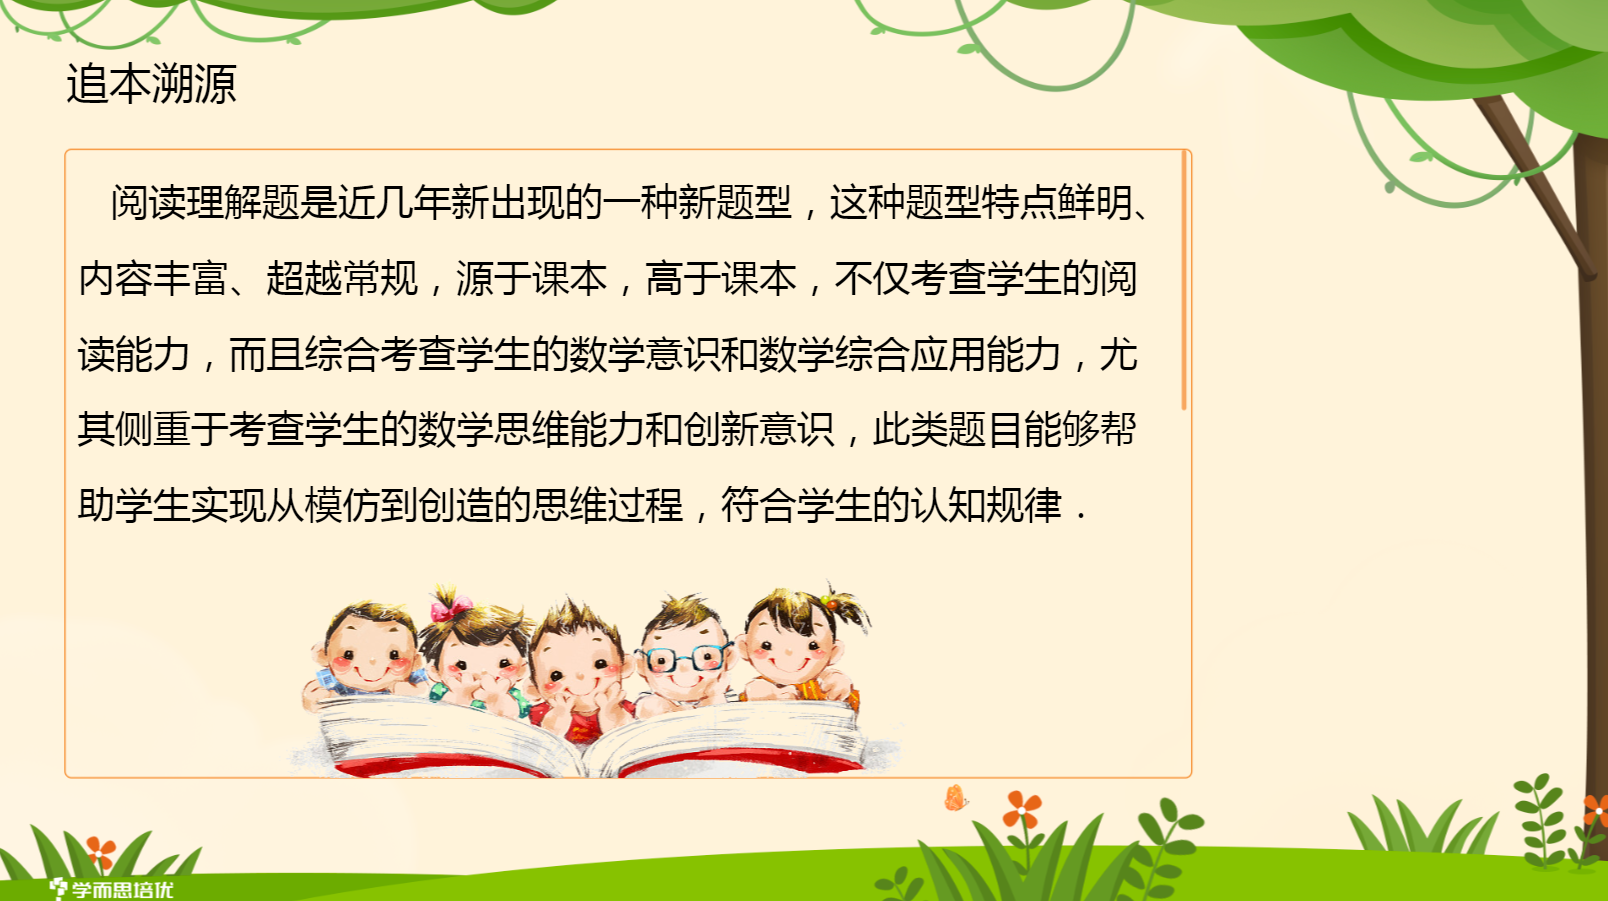 追本溯源
阅读理解题是近几年新出现的一种新题型，这种题型特点鲜明、
内容丰富、超越常规，源于课本，高于课本，不仅考查学生的阅
读能力，而且综合考查学生的数学意识和数学综合应用能力，尤
其侧重于考查学生的数学思维能力和创新意识，此类题目能够帮
助学生实现从模仿到创造的思维过程，符合学生的认知规律．
学而思培优